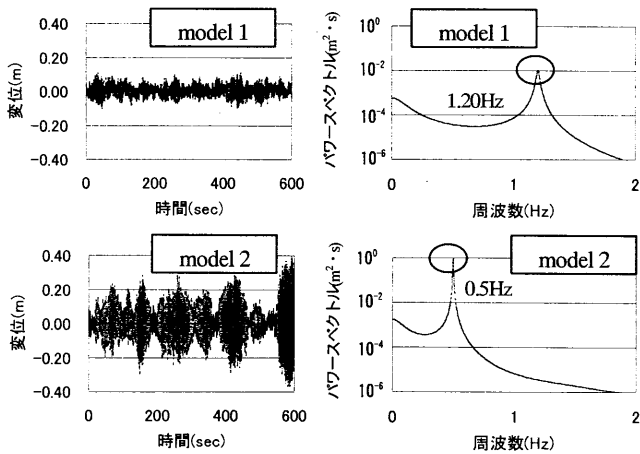 model 1
変位(m)
0.40
0.20
0.00
-0.20
-0.40
0 200 400 600
時間(sec)
パワースペクトル(m²・s)
10⁰
10⁻²
10⁻⁴
10⁻⁶
model 1
1.20Hz
0 1 2
周波数(Hz)
model 2
変位(m)
0.40
0.20
0.00
-0.20
-0.40
0 200 400 600
時間(sec)
パワースペクトル(m²・s)
10⁰
10⁻²
10⁻⁴
10⁻⁶
model 2
0.5Hz
0 1 2
周波数(Hz)